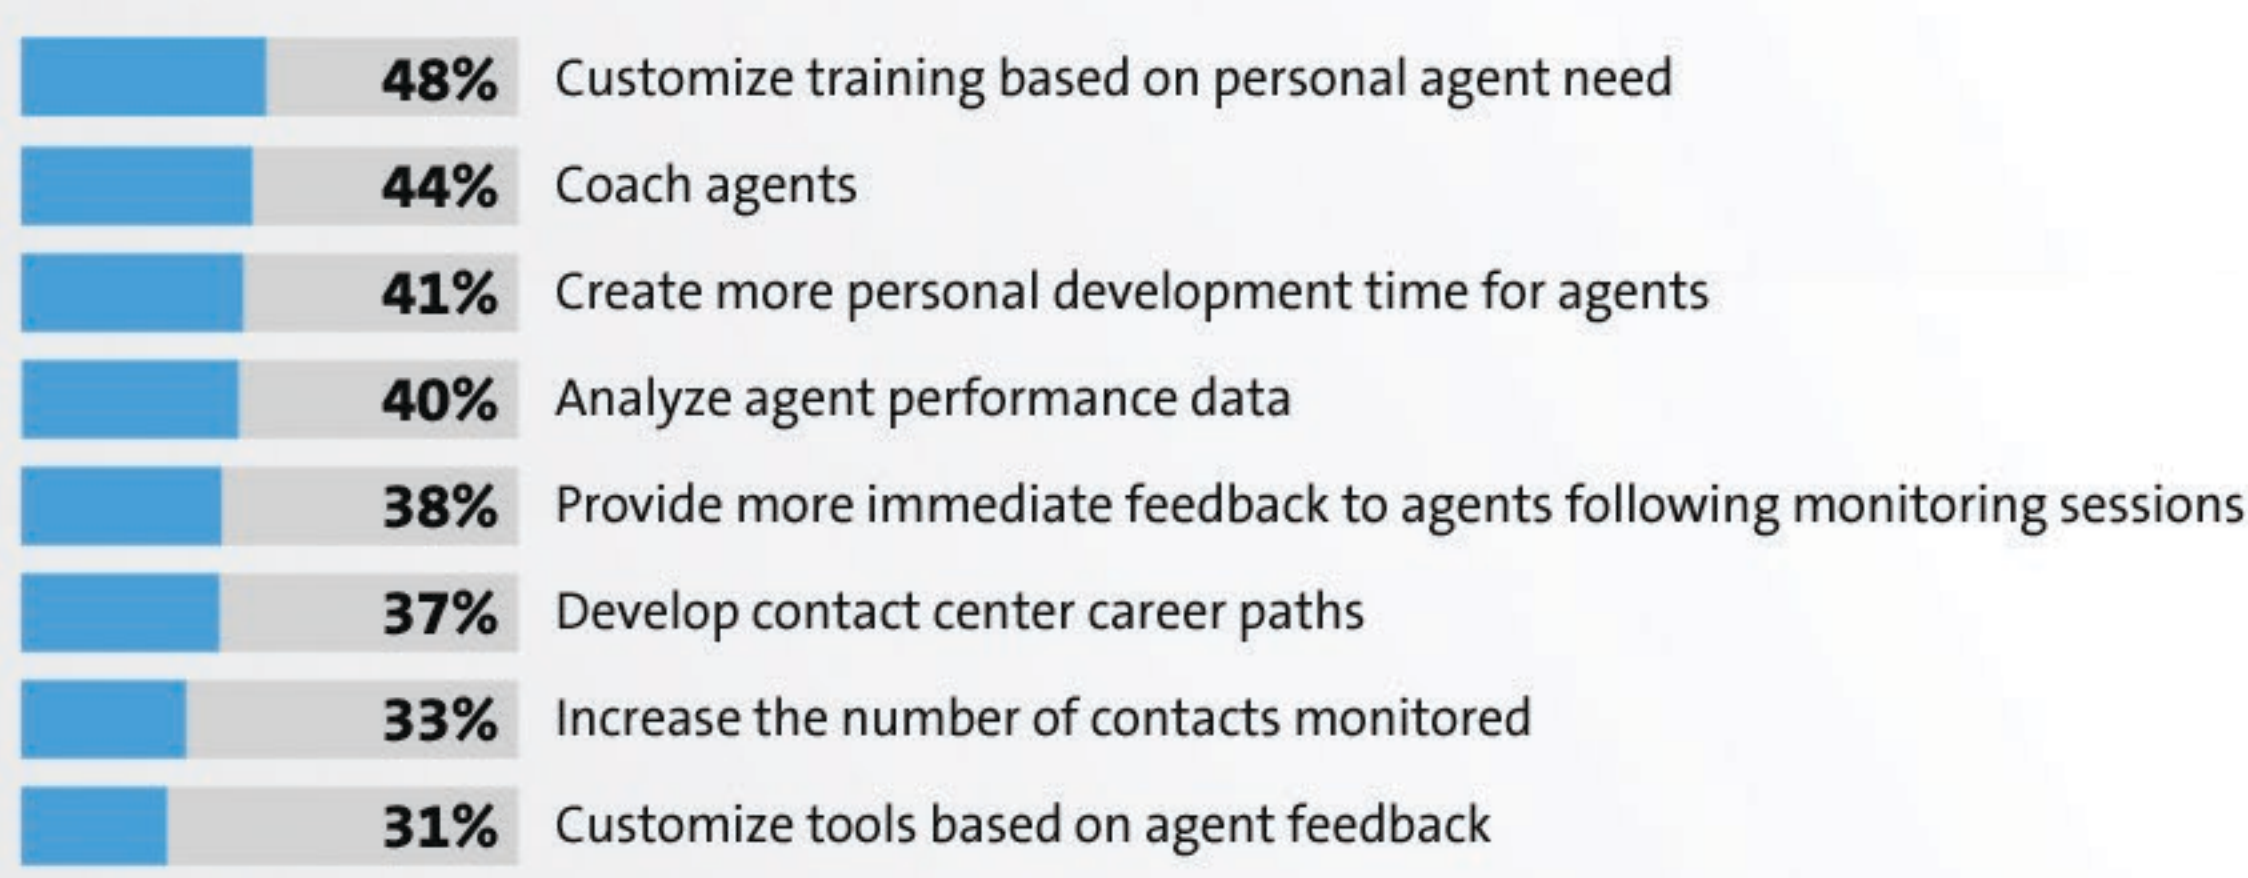 48% Customize training based on personal agent need
44% Coach agents
41% Create more personal development time for agents
40% Analyze agent performance data
38% Provide more immediate feedback to agents following monitoring sessions
37% Develop contact center career paths
33% Increase the number of contacts monitored
31% Customize tools based on agent feedback